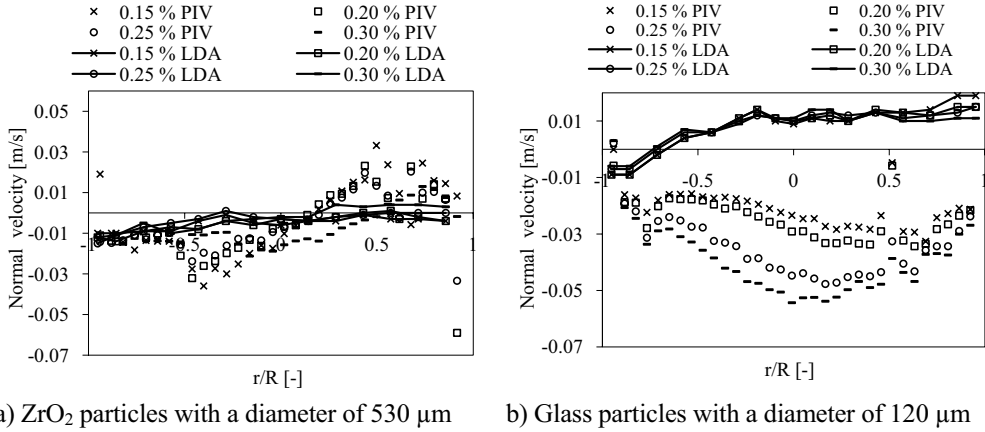 0.15 % PIV 0.20 % PIV
0.25 % PIV 0.30 % PIV
0.15 % LDA 0.20 % LDA
0.25 % LDA 0.30 % LDA
Normal velocity [m/s]
0.05
0.03
0.01
-0.01
-0.03
-0.05
-0.07
-1 -0.5 0 0.5 1
r/R [-]
a) ZrO2 particles with a diameter of 530 µm
0.15 % PIV 0.20 % PIV
0.25 % PIV 0.30 % PIV
0.15 % LDA 0.20 % LDA
0.25 % LDA 0.30 % LDA
Normal velocity [m/s]
0.01
-0.01
-0.03
-0.05
-0.07
-1 -0.5 0 0.5 1
r/R [-]
b) Glass particles with a diameter of 120 µm